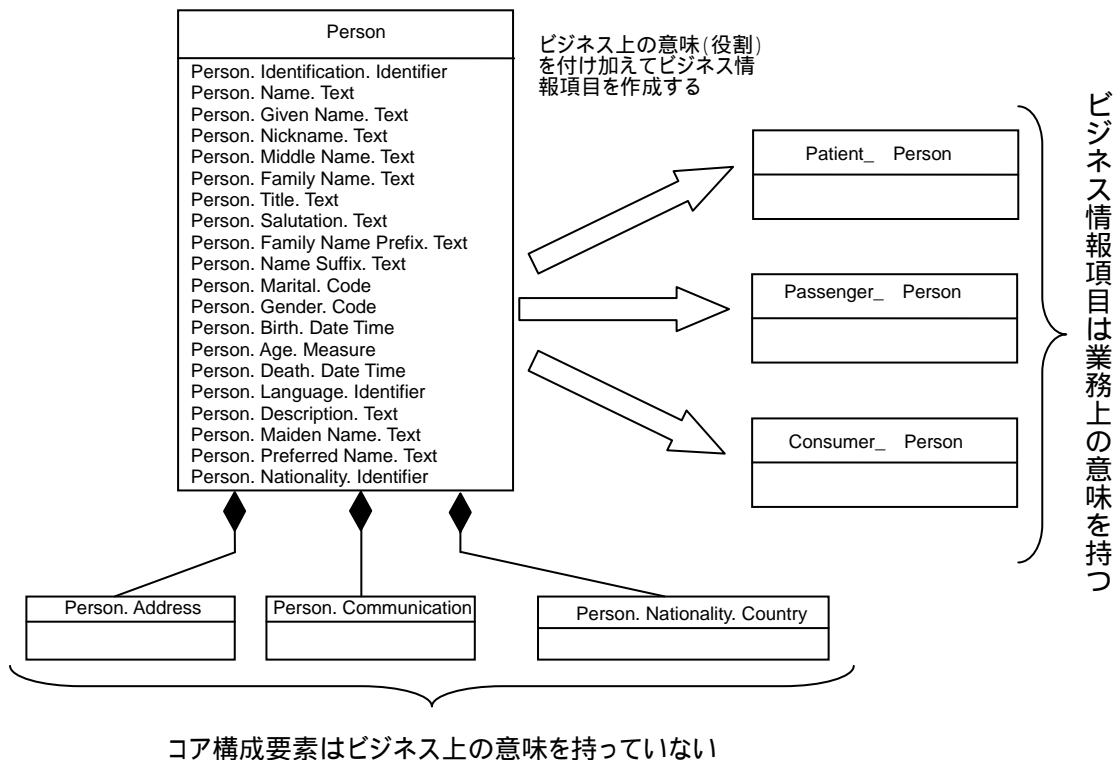 Person
Person. Identification. Identifier
Person. Name. Text
Person. Given Name. Text
Person. Nickname. Text
Person. Middle Name. Text
Person. Family Name. Text
Person. Title. Text
Person. Salutation. Text
Person. Family Name Prefix. Text
Person. Name Suffix. Text
Person. Marital. Code
Person. Gender. Code
Person. Birth. Date Time
Person. Age. Measure
Person. Death. Date Time
Person. Language. Identifier
Person. Description. Text
Person. Maiden Name. Text
Person. Preferred Name. Text
Person. Nationality. Identifier
ビジネス上の意味(役割)
を付け加えてビジネス情
報項目を作成する
Patient_ Person
Passenger_ Person
Consumer_ Person
ビジネス情報項目は業務上の意味を持つ
Person. Address
Person. Communication
Person. Nationality. Country
コア構成要素はビジネス上の意味を持っていない